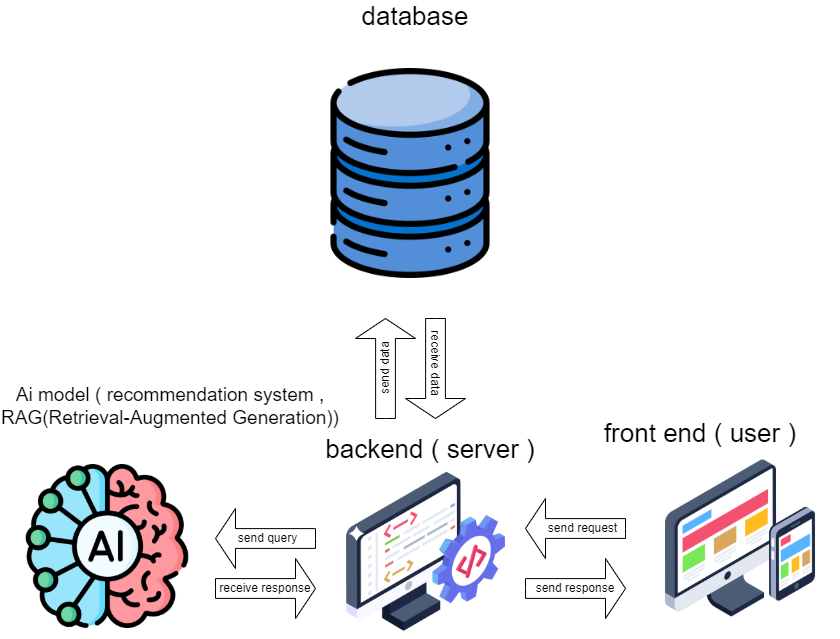 database
send data
receive data
Ai model ( recommendation system ,
RAG(Retrieval-Augmented Generation))
backend ( server )
front end ( user )
AI
send query
receive response
send request
send response